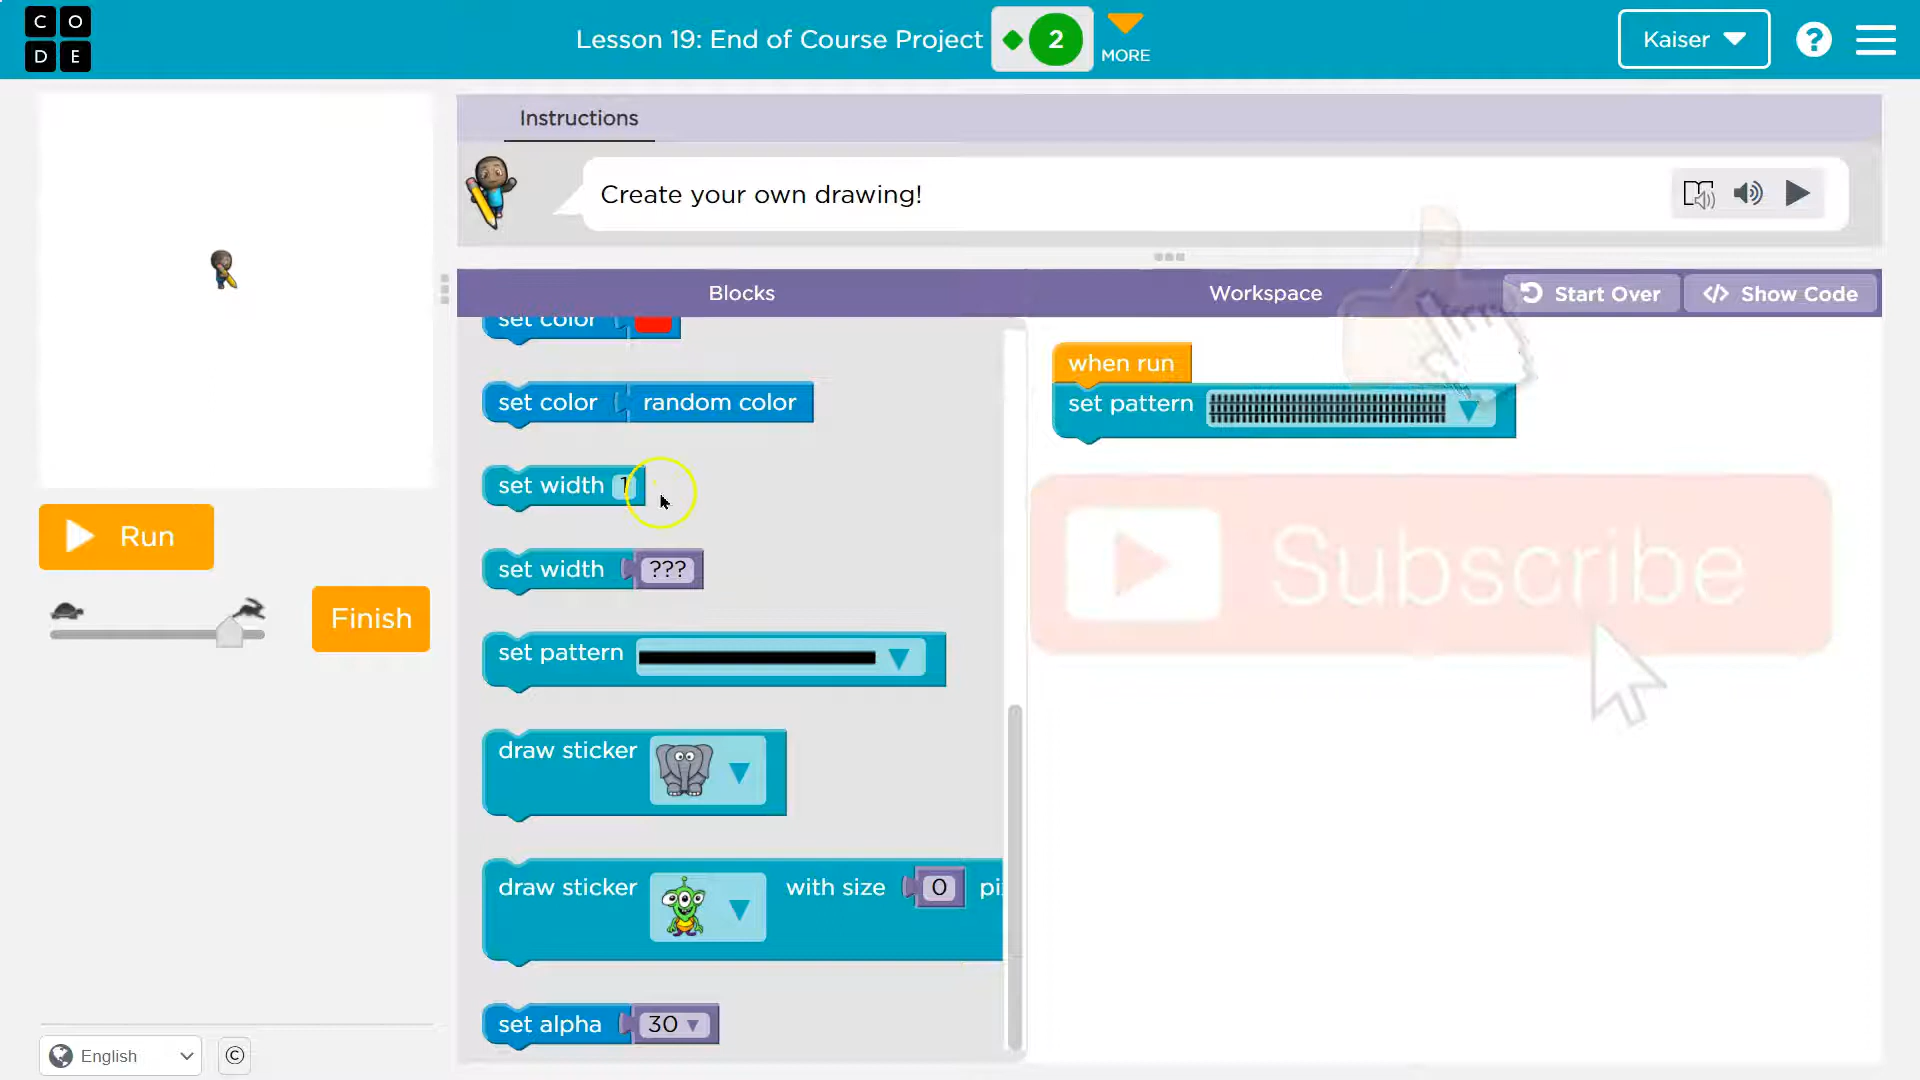 C O
D E
Lesson 19: End of Course Project
2
MORE
Kaiser
?
Instructions
Create your own drawing!
Blocks
Workspace
Start Over
</> Show Code
set color
set color random color
set width 1
set width ???
set pattern
draw sticker
draw sticker with size 0 pi
set alpha 30
when run
set pattern
Subscribe
Run
Finish
English
©